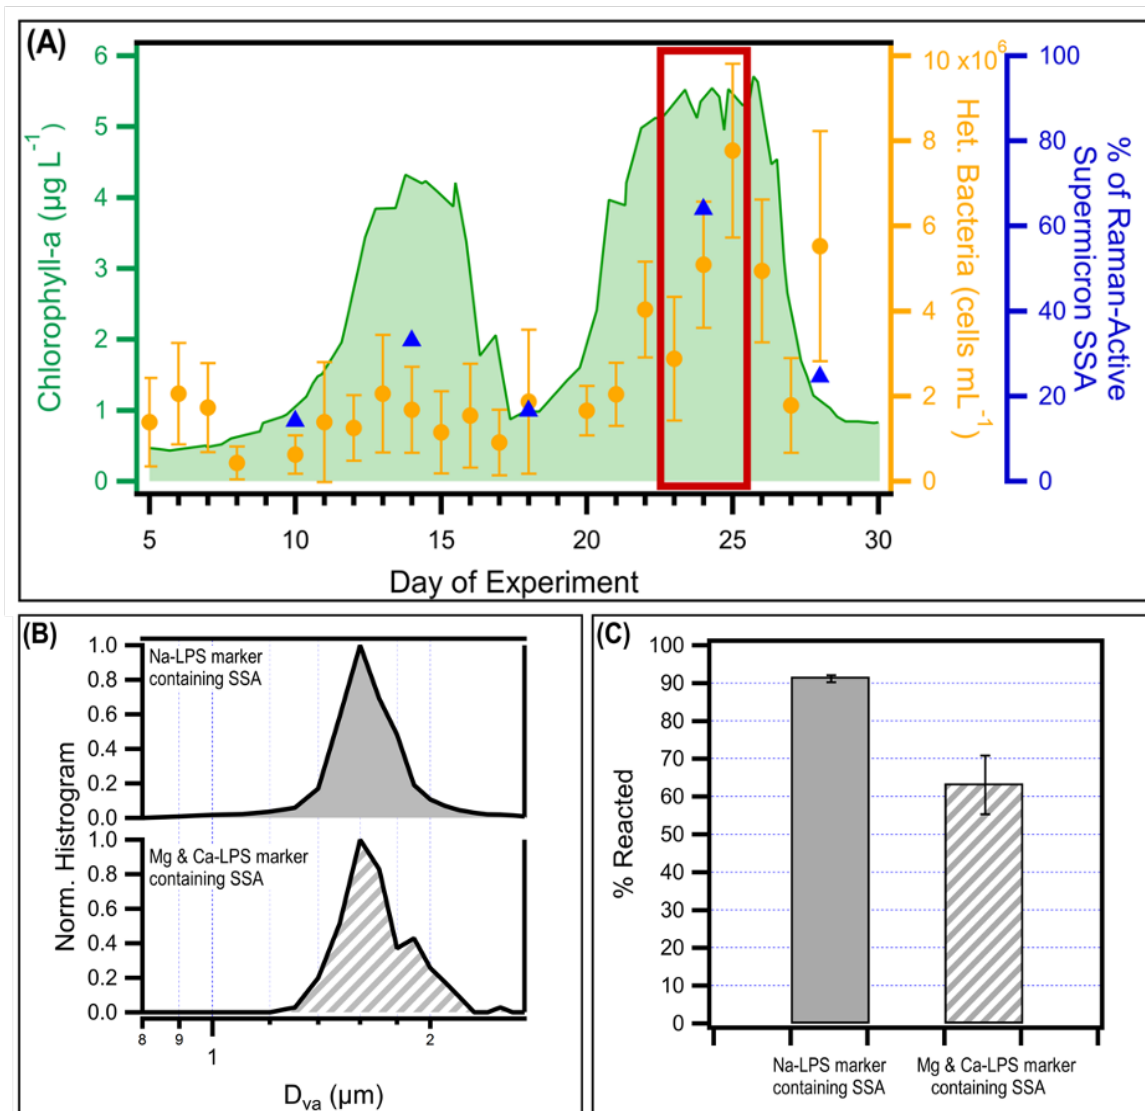 (A)
6
5
4
3
2
1
0
Chlorophyll-a (µg L⁻¹)
10 x10⁶
8
6
4
2
0
Het. Bacteria (cells mL⁻¹)
100
80
60
40
20
0
% of Raman-Active
Supermicron SSA
5
10
15
20
25
30
Day of Experiment
(B)
1.0
0.8
0.6
0.4
0.2
0.0
Na-LPS marker
containing SSA
1.0
0.8
0.6
0.4
0.2
0.0
Mg & Ca-LPS marker
containing SSA
Norm. Histrogram
8
9
1
2
Dva (µm)
(C)
100
90
80
70
60
50
40
30
20
10
0
% Reacted
Na-LPS marker
containing SSA
Mg & Ca-LPS marker
containing SSA